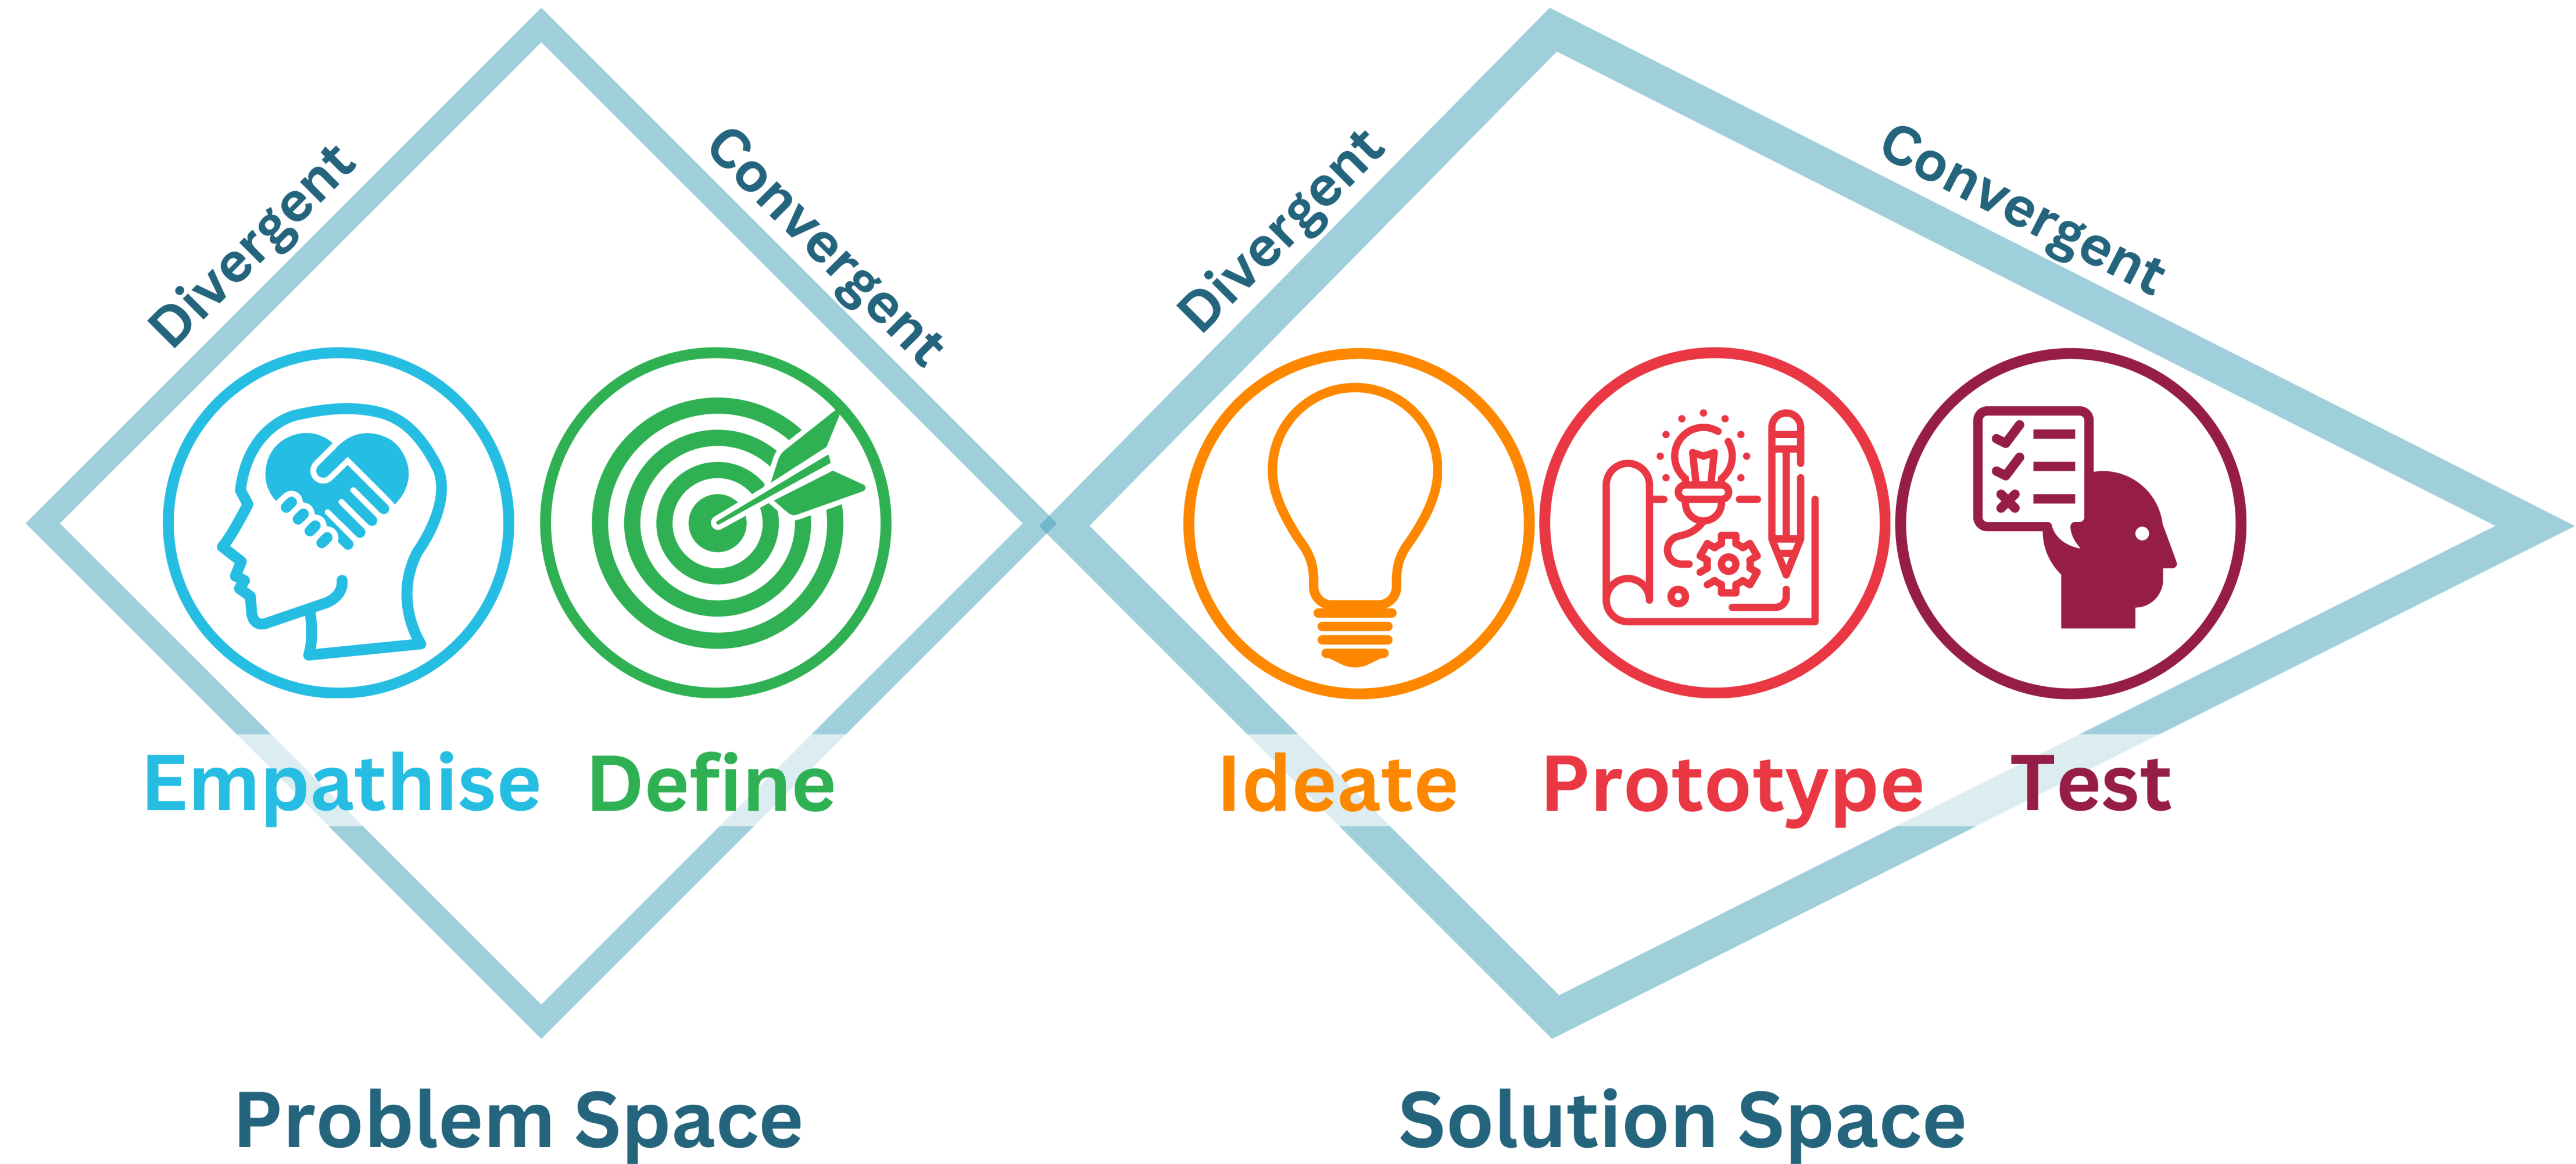 Divergent
Convergent
Divergent
Convergent
Empathise
Define
Ideate
Prototype
Test
Problem Space
Solution Space